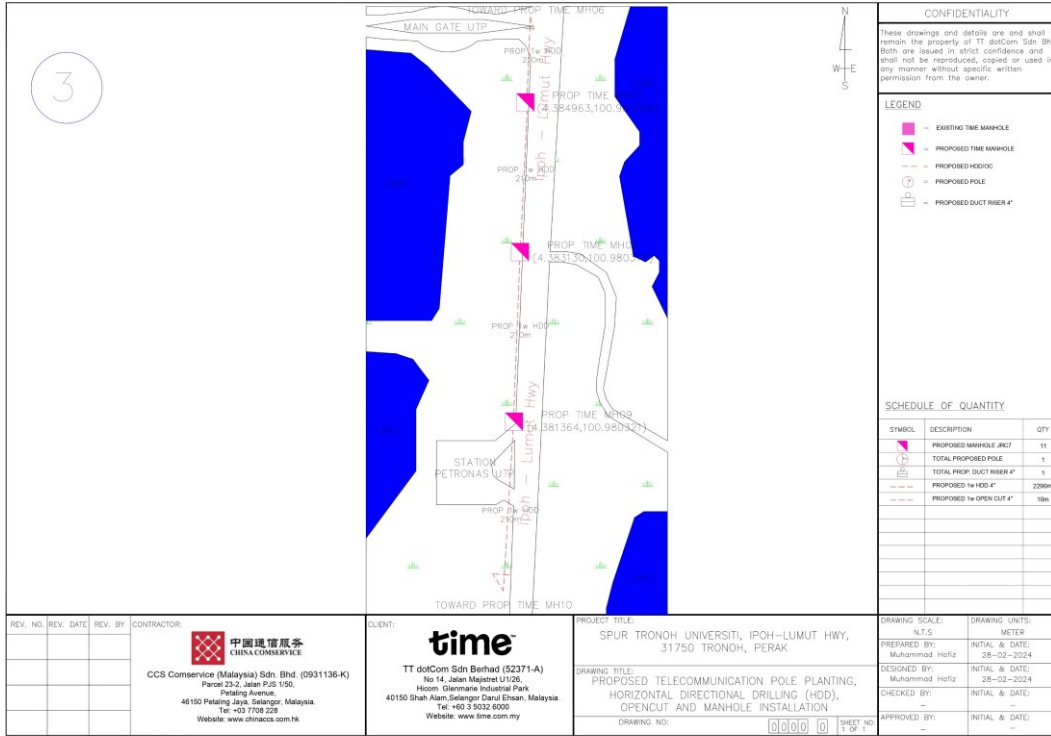 3
TOWARD PROP TIME MH06
MAIN GATE UTP
PROP 1w HDD
210m
PROP TIME
(4.384963,100.9
PROP 1w HDD
210m
Ipoh - Lumut Hwy
PROP TIME
(4.383130,100.980
PROP 1w HDD
210m
Ipoh - Lumut Hwy
PROP TIME MH09
(4.381364,100.980321)
STATION
PETRONAS UTP
PROP 1w HDD
210m
TOWARD PROP TIME MH10
N
W E
S
CONFIDENTIALITY
These drawings and details are and shall
remain the property of TT dotCom Sdn Bh
Both are issued in strict confidence and
shall not be reproduced, copied or used in
any manner without specific written
permission from the owner.
LEGEND
= EXISTING TIME MANHOLE
= PROPOSED TIME MANHOLE
= PROPOSED HDD/OC
= PROPOSED POLE
= PROPOSED DUCT RISER 4"
SCHEDULE OF QUANTITY
SYMBOL DESCRIPTION QTY
PROPOSED MANHOLE JRC7 11
TOTAL PROPOSED POLE 1
TOTAL PROP. DUCT RISER 4" 1
PROPOSED 1w HDD 4" 2290m
PROPOSED 1w OPEN CUT 4" 10m
REV. NO. REV. DATE REV. BY
CONTRACTOR:
中國通信服务
CHINA COMSERVICE
CCS Comservice (Malaysia) Sdn. Bhd. (0931136-K)
Parcel 23-2, Jalan PJS 1/50,
Petaling Avenue,
46150 Petaling Jaya, Selangor, Malaysia.
Tel: +03 7708 228
Website: www.chinaccs.com.hk
CLIENT:
time
TT dotCom Sdn Berhad (52371-A)
No 14, Jalan Majistret U1/26,
Hicom Glenmarie Industrial Park
40150 Shah Alam,Selangor Darul Ehsan, Malaysia.
Tel: +60 3 5032 6000
Website: www.time.com.my
PROJECT TITLE:
SPUR TRONOH UNIVERSITI, IPOH-LUMUT HWY,
31750 TRONOH, PERAK
DRAWING TITLE:
PROPOSED TELECOMMUNICATION POLE PLANTING,
HORIZONTAL DIRECTIONAL DRILLING (HDD),
OPENCUT AND MANHOLE INSTALLATION
DRAWING NO: 0000 0
SHEET NO:
1 OF 1
DRAWING SCALE: DRAWING UNITS:
N.T.S METER
PREPARED BY: INITIAL & DATE:
Muhammad Hafiz 28-02-2024
DESIGNED BY: INITIAL & DATE:
Muhammad Hafiz 28-02-2024
CHECKED BY: INITIAL & DATE:
- -
APPROVED BY: INITIAL & DATE:
- -